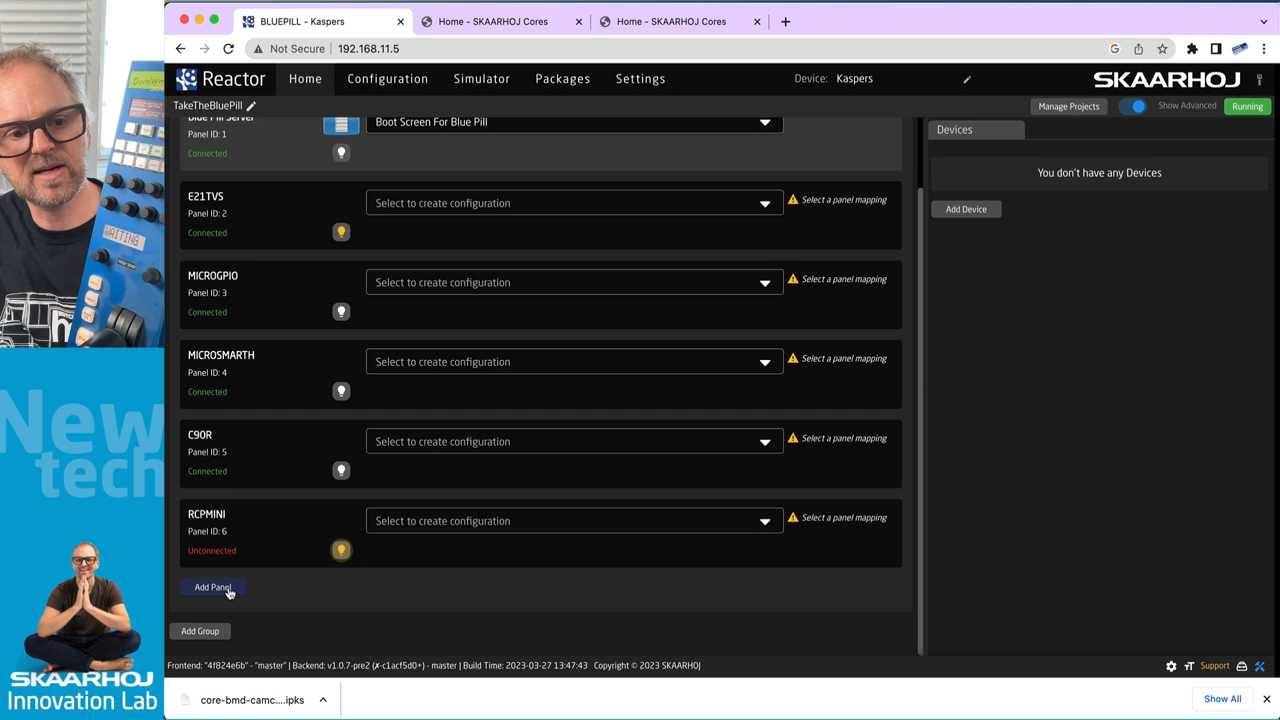 BLUEPILL - Kaspers
Home - SKAARHOJ Cores
Home - SKAARHOJ Cores
Not Secure 192.168.11.5
Reactor Home Configuration Simulator Packages Settings Device: Kaspers SKAARHOJ
TakeTheBluePill Manage Projects Show Advanced Running
Blue Pill Server
Panel ID: 1
Connected
Boot Screen For Blue Pill
E21TVS
Panel ID: 2
Connected
Select to create configuration
Select a panel mapping
MICROGPIO
Panel ID: 3
Connected
Select to create configuration
Select a panel mapping
MICROSMARTH
Panel ID: 4
Connected
Select to create configuration
Select a panel mapping
C90R
Panel ID: 5
Connected
Select to create configuration
Select a panel mapping
RCPMINI
Panel ID: 6
Unconnected
Select to create configuration
Select a panel mapping
Add Panel
Add Group
Devices
You don't have any Devices
Add Device
Frontend: "4f824e6b" - "master" | Backend: v1.0.7-pre2 (✗-c1acf5d0+) - master | Build Time: 2023-03-27 13:47:43 Copyright © 2023 SKAARHOJ
Support
core-bmd-camc....ipks
Show All
WAITING
New
tech
SKAARHOJ
Innovation Lab